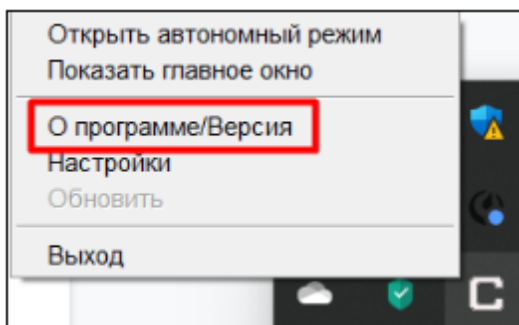 Открыть автономный режим
Показать главное окно
О программе/Версия
Настройки
Обновить
Выход